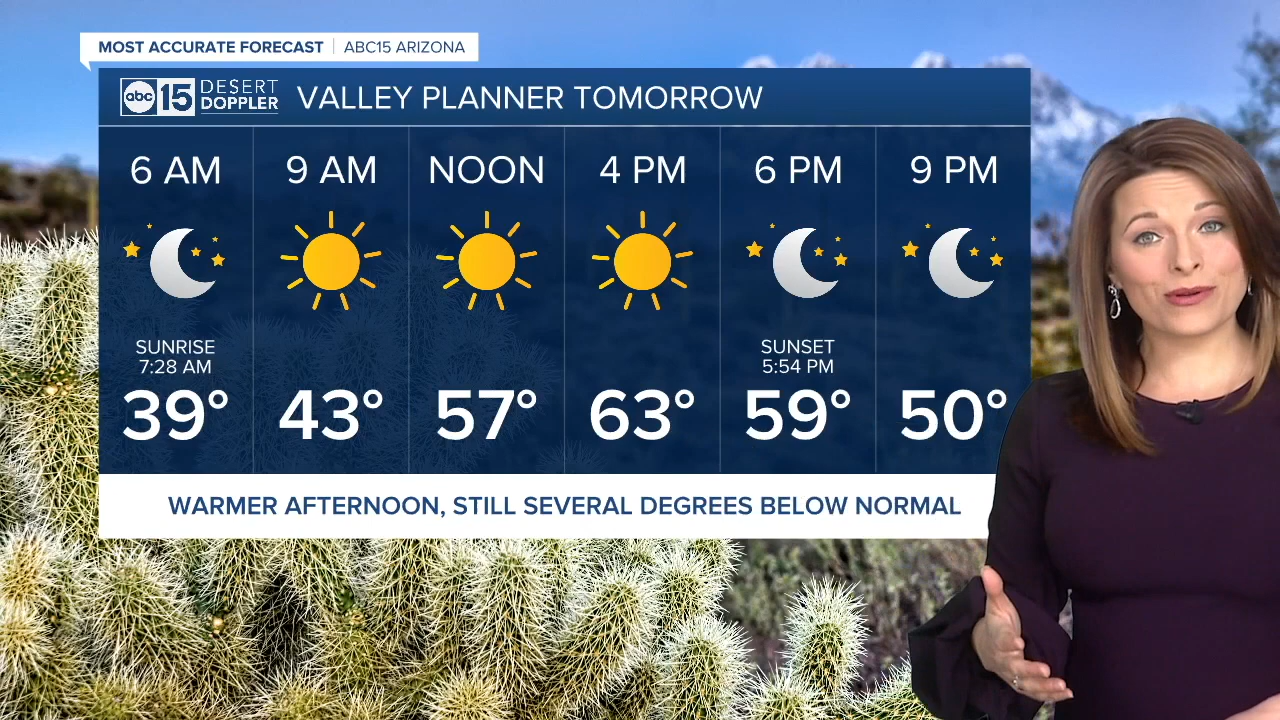 MOST ACCURATE FORECAST | ABC15 ARIZONA
abc 15 DESERT DOPPLER
VALLEY PLANNER TOMORROW
6 AM
9 AM
NOON
4 PM
6 PM
9 PM
SUNRISE
7:28 AM
SUNSET
5:54 PM
39°
43°
57°
63°
59°
50°
WARMER AFTERNOON, STILL SEVERAL DEGREES BELOW NORMAL